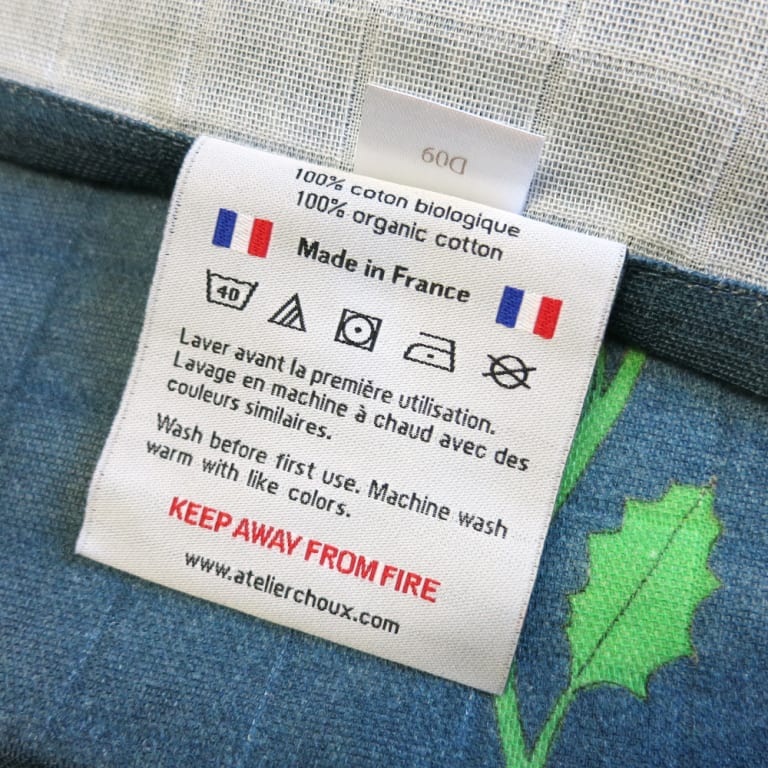 D09
100% coton biologique
100% organic cotton
Made in France
40
Laver avant la première utilisation.
Lavage en machine à chaud avec des
couleurs similaires.
Wash before first use. Machine wash
warm with like colors.
KEEP AWAY FROM FIRE
www.atelierchoux.com